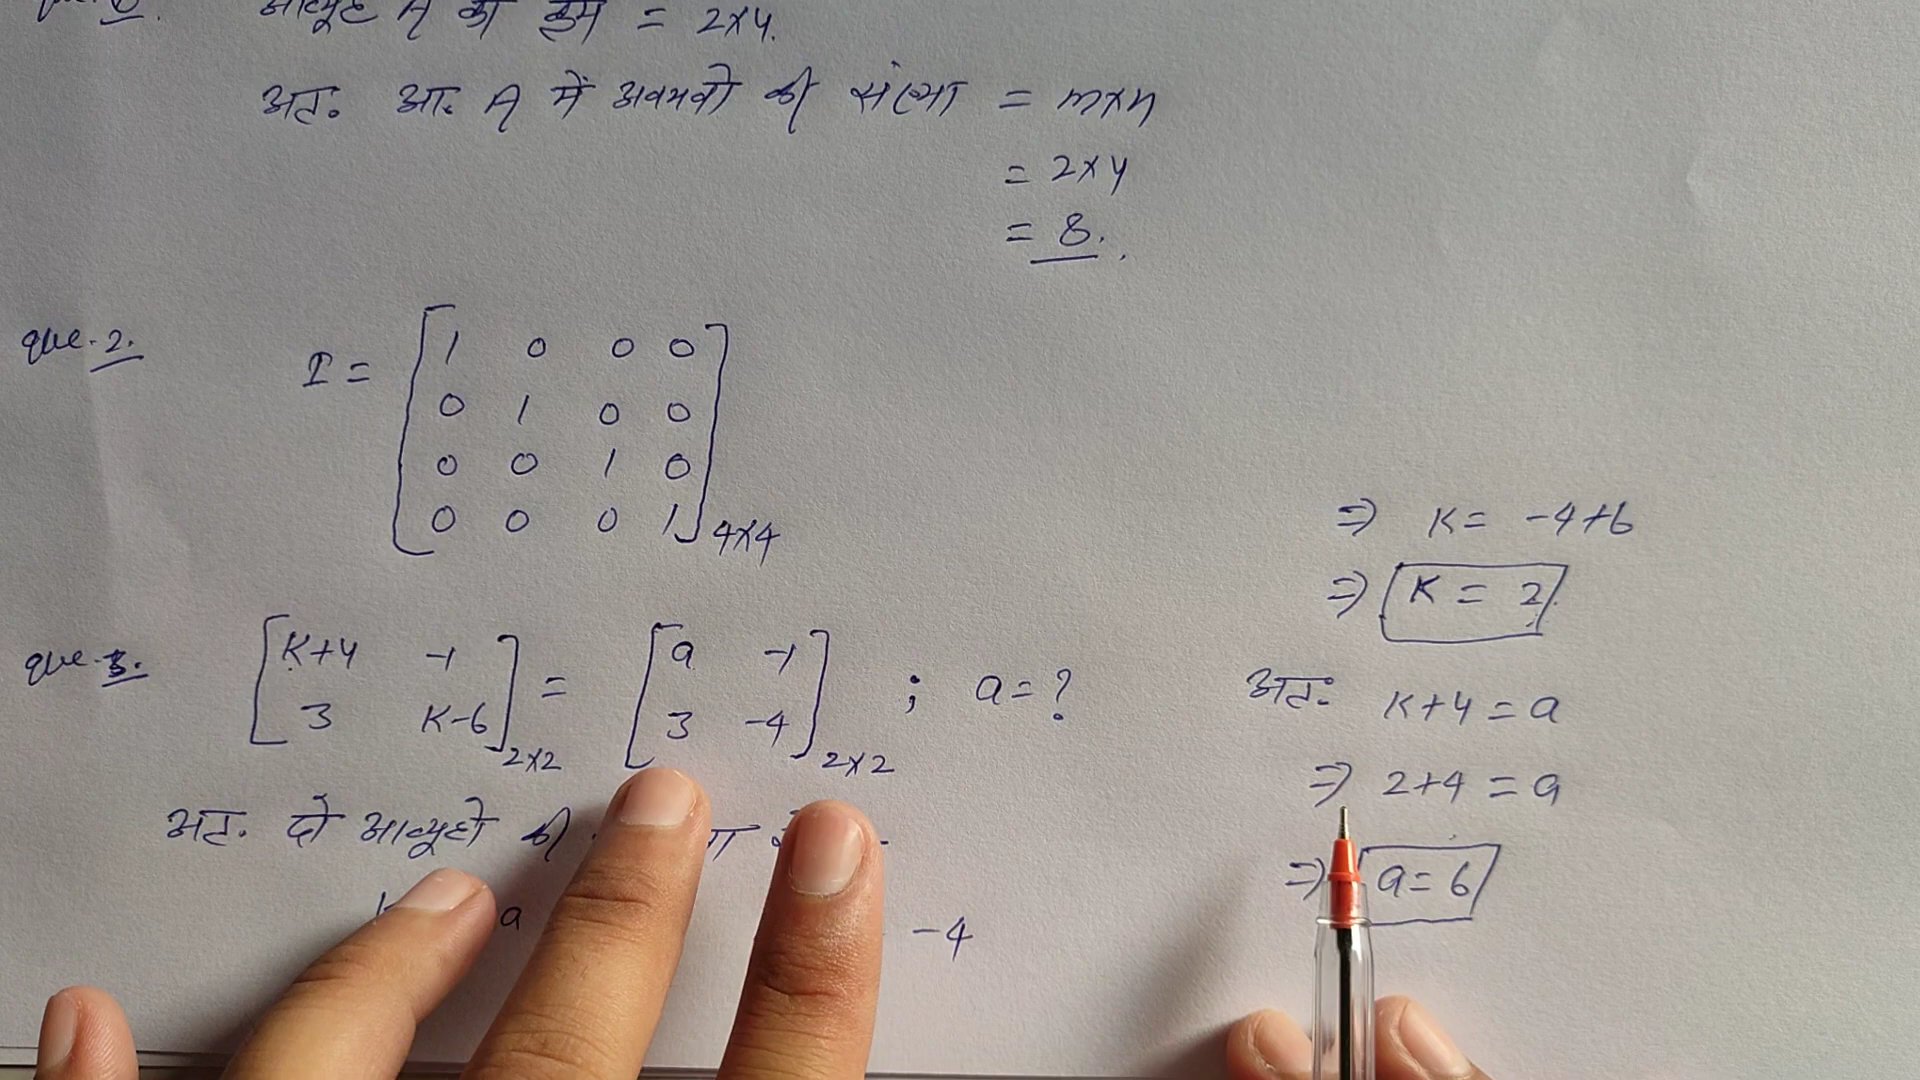 आव्यूह A का क्रम = 2×4.
अत: आ. A में अवयवों की संख्या = m×n
= 2×4
= 8.
que-2. I = [1 0 0 0
0 1 0 0
0 0 1 0
0 0 0 1] 4×4
que-3. [K+4 -1
3 K-6] 2×2 = [a -1
3 -4] 2×2 ; a=?
अत: दो आव्यूहों की
a
-4
⇒ K = -4+6
⇒ K = 2.
अत: K+4 = a
⇒ 2+4 = a
⇒ a=6